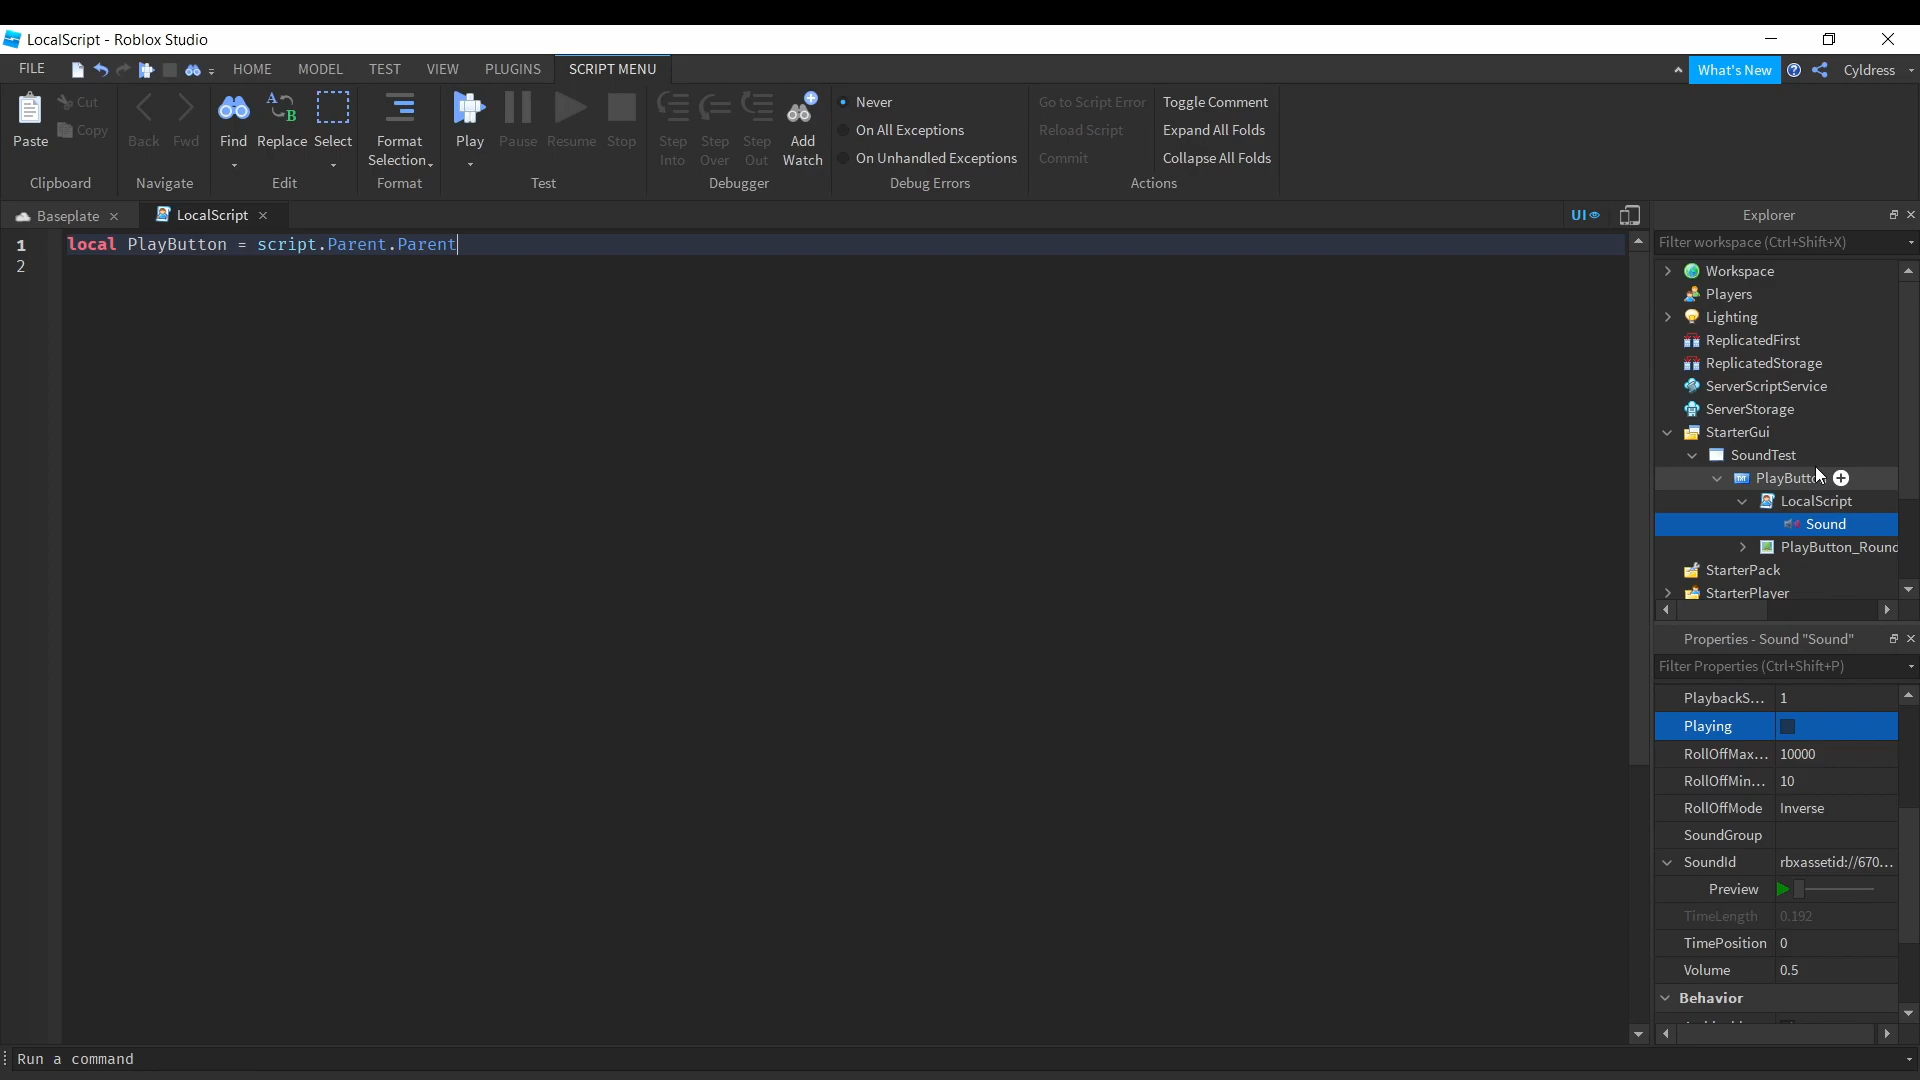 LocalScript - Roblox Studio
FILE HOME MODEL TEST VIEW PLUGINS SCRIPT MENU What's New Cyldress
Paste Cut Copy
Clipboard
Back Fwd
Navigate
Find Replace Select
Edit
Format Selection
Format
Play Pause Resume Stop
Test
Step Into Step Over Step Out Add Watch
Debugger
Never
On All Exceptions
On Unhandled Exceptions
Debug Errors
Go to Script Error Toggle Comment
Reload Script Expand All Folds
Commit Collapse All Folds
Actions
Baseplate LocalScript UI
1 local PlayButton = script.Parent.Parent
2
Explorer
Filter workspace (Ctrl+Shift+X)
Workspace
Players
Lighting
ReplicatedFirst
ReplicatedStorage
ServerScriptService
ServerStorage
StarterGui
SoundTest
PlayButto
LocalScript
Sound
PlayButton_Round
StarterPack
StarterPlayer
Properties - Sound "Sound"
Filter Properties (Ctrl+Shift+P)
PlaybackS... 1
Playing
RollOffMax... 10000
RollOffMin... 10
RollOffMode Inverse
SoundGroup
SoundId rbxassetid://670...
Preview
TimeLength 0.192
TimePosition 0
Volume 0.5
Behavior
Run a command